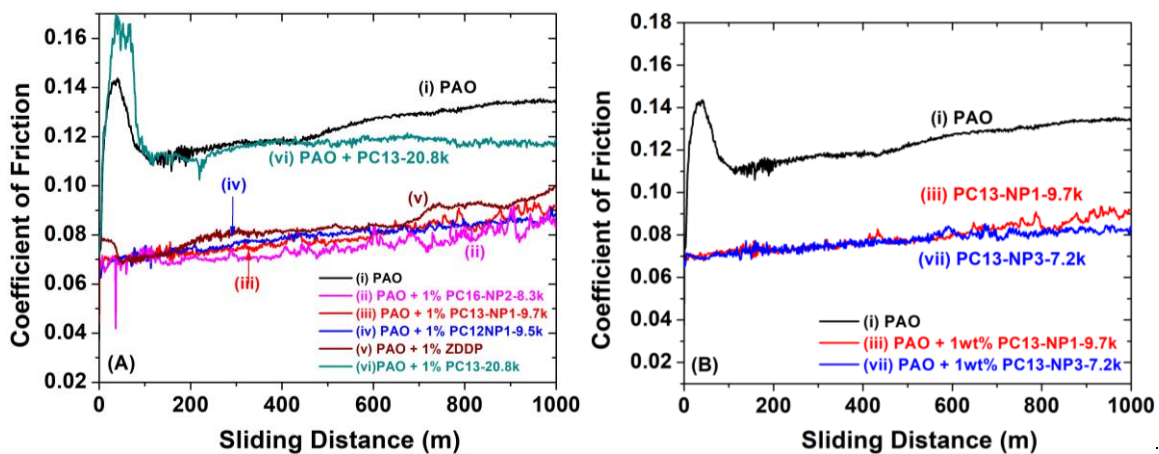 0.16
0.14
0.12
0.10
0.08
0.06
0.04
0.02
Coefficient of Friction
(i) PAO
(vi) PAO + PC13-20.8k
(iv)
(v)
(iii)
(ii)
(i) PAO
(ii) PAO + 1% PC16-NP2-8.3k
(iii) PAO + 1% PC13-NP1-9.7k
(iv) PAO + 1% PC12NP1-9.5k
(v) PAO + 1% ZDDP
(vi)PAO + 1% PC13-20.8k
(A)
0 200 400 600 800 1000
Sliding Distance (m)
0.18
0.16
0.14
0.12
0.10
0.08
0.06
0.04
0.02
Coefficient of Friction
(i) PAO
(iii) PC13-NP1-9.7k
(vii) PC13-NP3-7.2k
(i) PAO
(iii) PAO + 1wt% PC13-NP1-9.7k
(vii) PAO + 1wt% PC13-NP3-7.2k
(B)
0 200 400 600 800 1000
Sliding Distance (m)